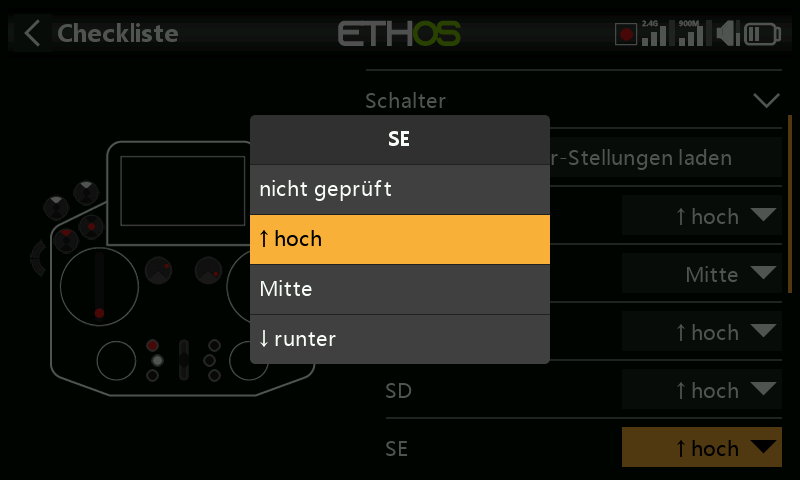 Checkliste
ETHOS
2.4G
900M
Schalter
r-Stellungen laden
SE
nicht geprüft
↑ hoch
Mitte
↓ runter
↑ hoch
Mitte
↑ hoch
SD
↑ hoch
SE
↑ hoch